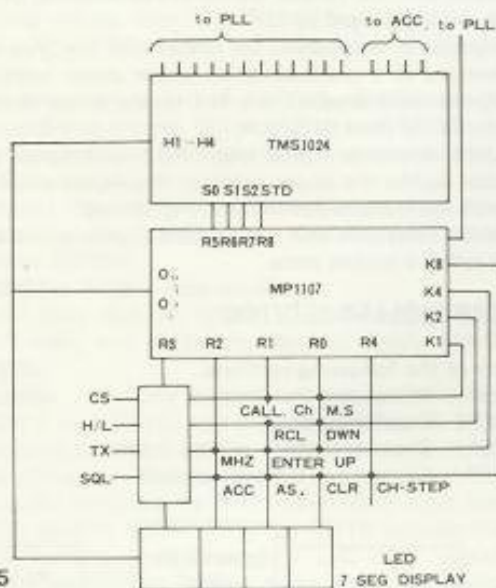 to PLL
to ACC, to PLL
H1-H4 TMS1024
S0 S1 S2 STD
R5 R6 R7 R8
K8
MP1107 K4
K2
R3 R2 R1 R0 R4 K1
CS
CALL Ch M.S
H/L
RCL DWN
TX
MHZ ENTER UP
SQL
ACC AS. CLR CH-STEP
LED
7 SEG DISPLAY
5